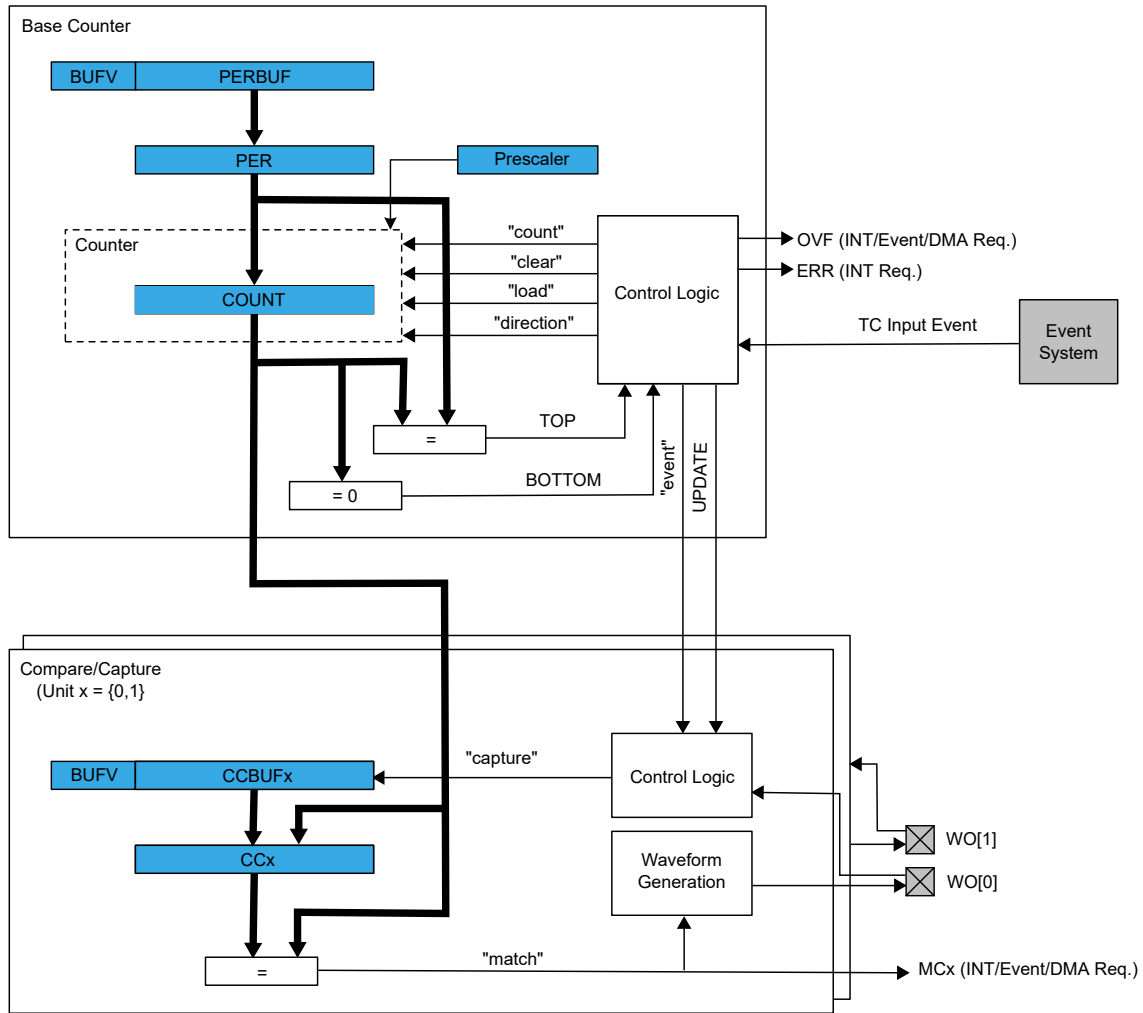 Base Counter
BUFV
PERBUF
PER
Prescaler
Counter
COUNT
"count"
"clear"
"load"
"direction"
Control Logic
OVF (INT/Event/DMA Req.)
ERR (INT Req.)
TC Input Event
Event
System
=
TOP
= 0
BOTTOM
"event"
UPDATE
Compare/Capture
(Unit x = {0,1}
BUFV
CCBUFx
"capture"
Control Logic
CCx
Waveform
Generation
WO[1]
WO[0]
=
"match"
MCx (INT/Event/DMA Req.)